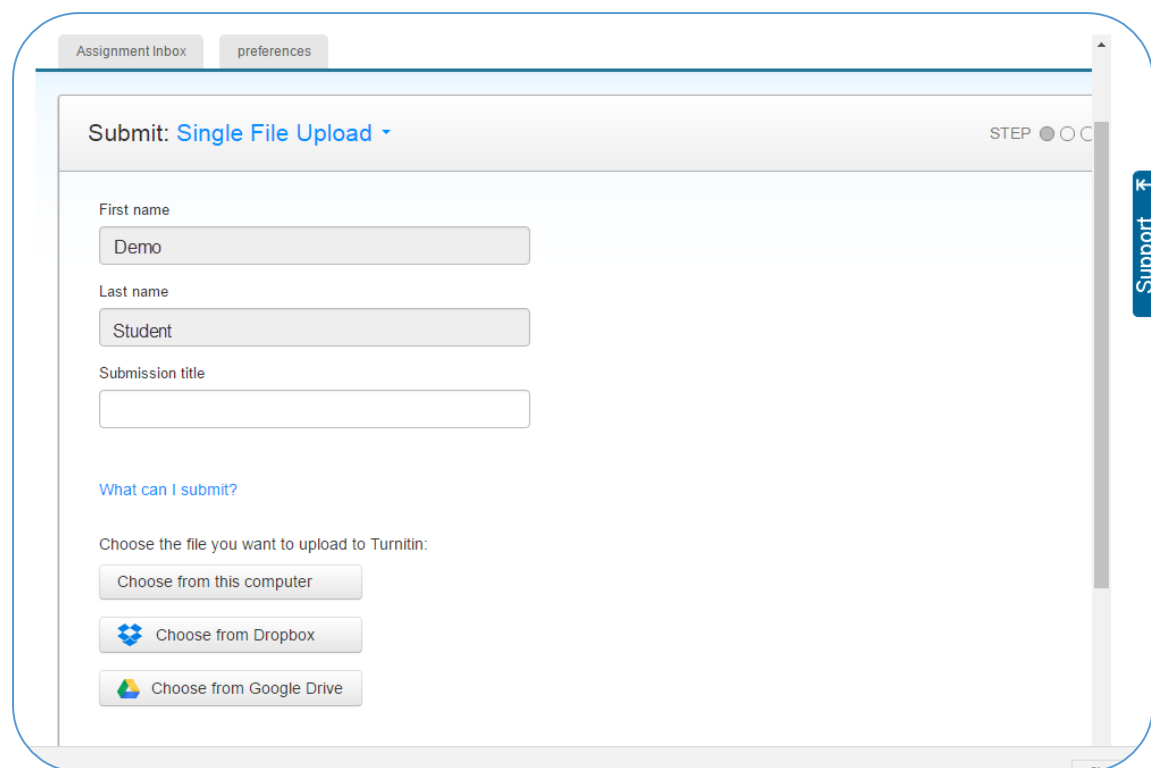 Assignment Inbox preferences
Submit: Single File Upload
STEP
First name
Demo
Last name
Student
Submission title
What can I submit?
Choose the file you want to upload to Turnitin:
Choose from this computer
Choose from Dropbox
Choose from Google Drive
Support